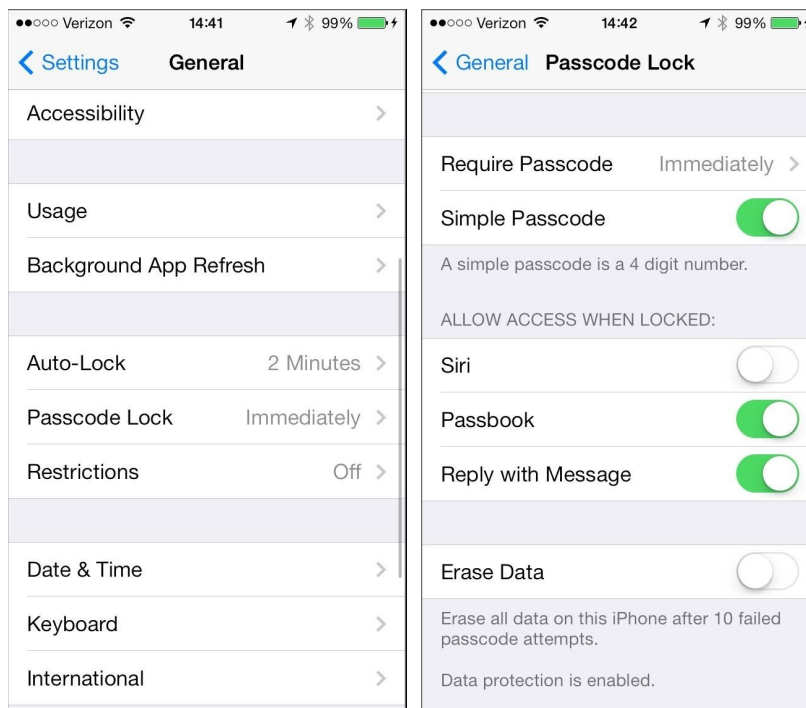 Verizon 14:41 99%
Settings General
Accessibility
Usage
Background App Refresh
Auto-Lock 2 Minutes
Passcode Lock Immediately
Restrictions Off
Date & Time
Keyboard
International
Verizon 14:42 99%
General Passcode Lock
Require Passcode Immediately
Simple Passcode
A simple passcode is a 4 digit number.
ALLOW ACCESS WHEN LOCKED:
Siri
Passbook
Reply with Message
Erase Data
Erase all data on this iPhone after 10 failed
passcode attempts.
Data protection is enabled.